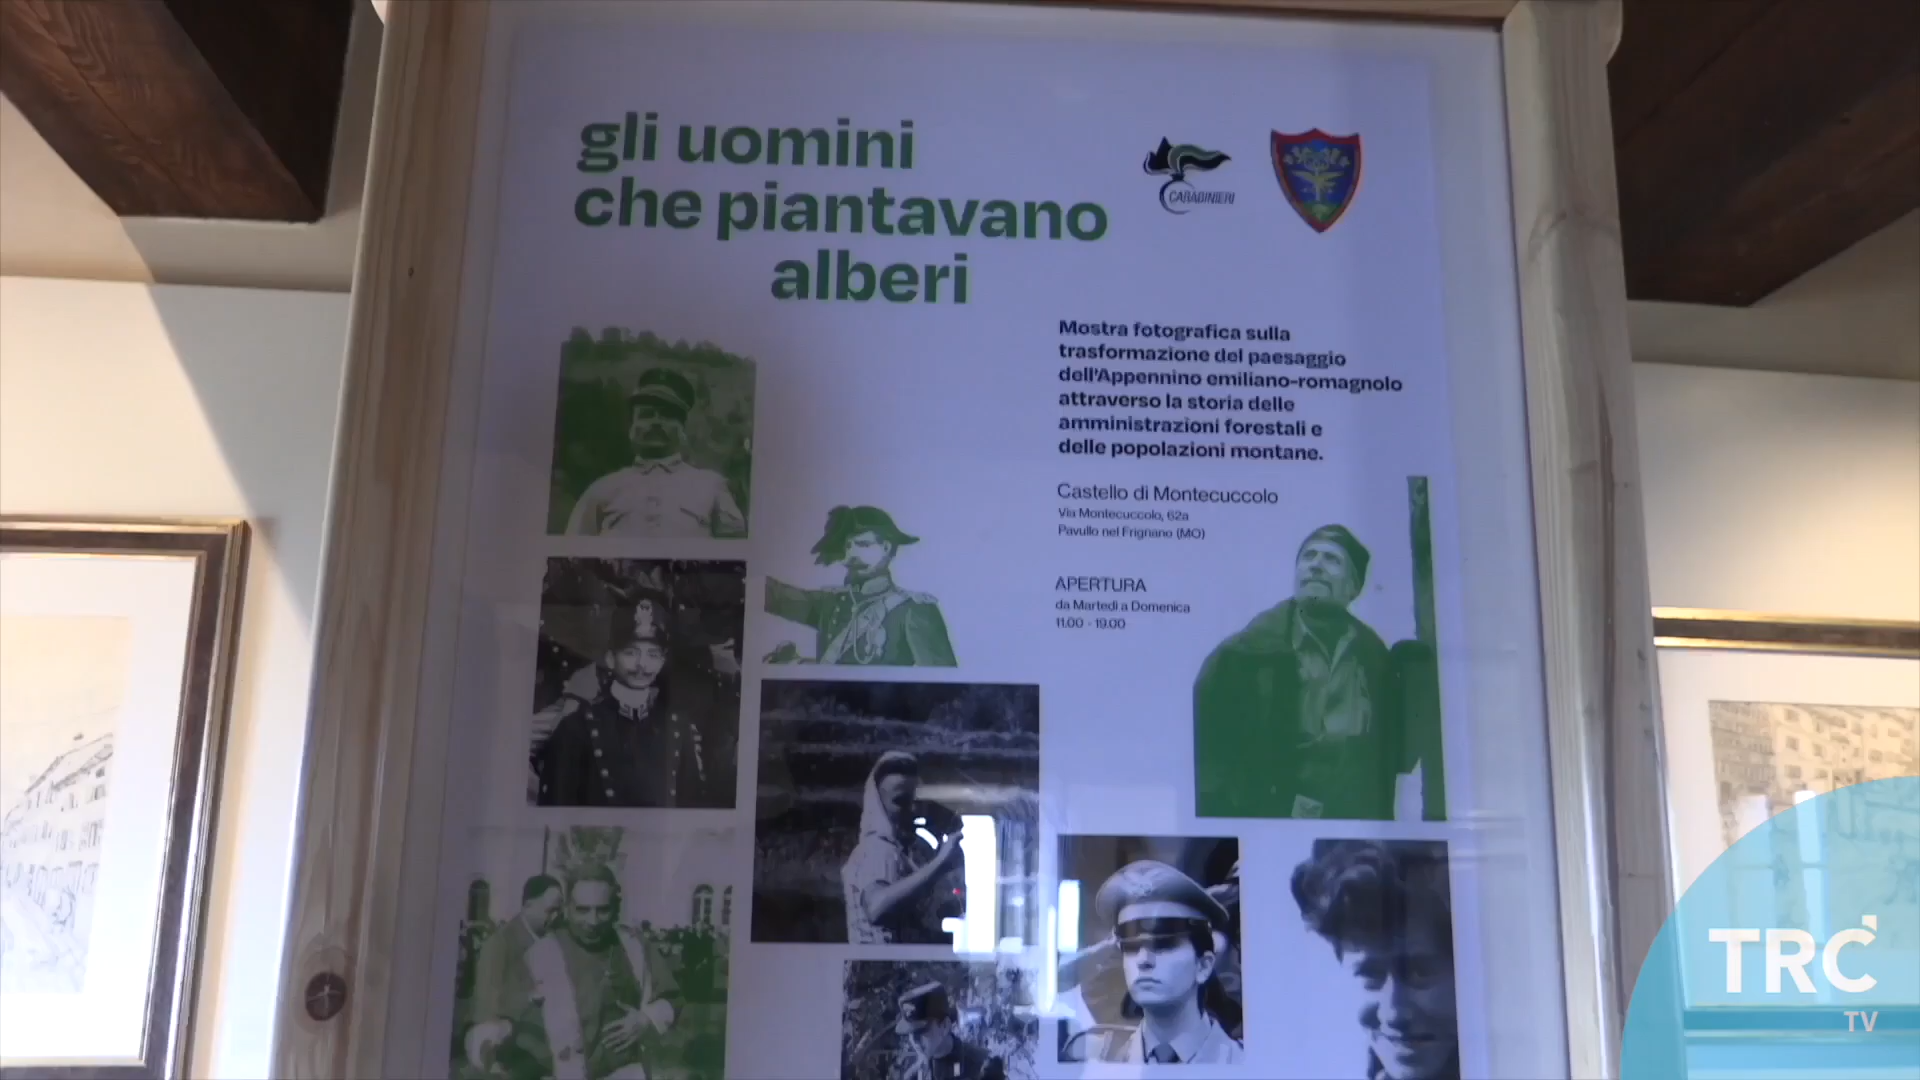 gli uomini
che piantavano
alberi
CARABINIERI
Mostra fotografica sulla
trasformazione del paesaggio
dell'Appennino emiliano-romagnolo
attraverso la storia delle
amministrazioni forestali e
delle popolazioni montane.
Castello di Montecuccolo
Via Montecuccolo, 62a
Pavullo nel Frignano (MO)
APERTURA
da Martedì a Domenica
11.00 - 19.00
TRC
TV